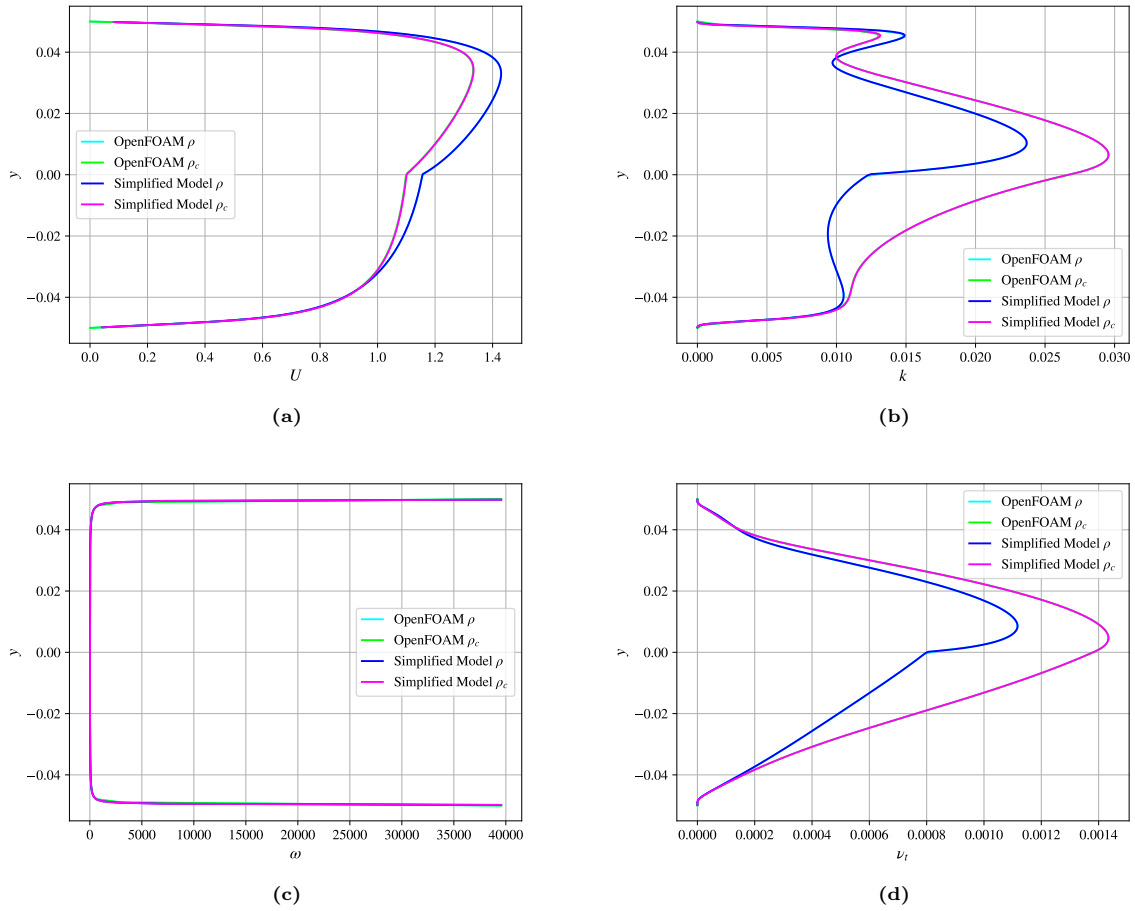 0.04
0.02
0.00
−0.02
−0.04
y
OpenFOAM ρ
OpenFOAM ρc
Simplified Model ρ
Simplified Model ρc
0.0 0.2 0.4 0.6 0.8 1.0 1.2 1.4
U
(a)
0.04
0.02
0.00
−0.02
−0.04
y
OpenFOAM ρ
OpenFOAM ρc
Simplified Model ρ
Simplified Model ρc
0.000 0.005 0.010 0.015 0.020 0.025 0.030
k
(b)
0.04
0.02
0.00
−0.02
−0.04
y
OpenFOAM ρ
OpenFOAM ρc
Simplified Model ρ
Simplified Model ρc
0 5000 10000 15000 20000 25000 30000 35000 40000
ω
(c)
0.04
0.02
0.00
−0.02
−0.04
y
OpenFOAM ρ
OpenFOAM ρc
Simplified Model ρ
Simplified Model ρc
0.0000 0.0002 0.0004 0.0006 0.0008 0.0010 0.0012 0.0014
νt
(d)